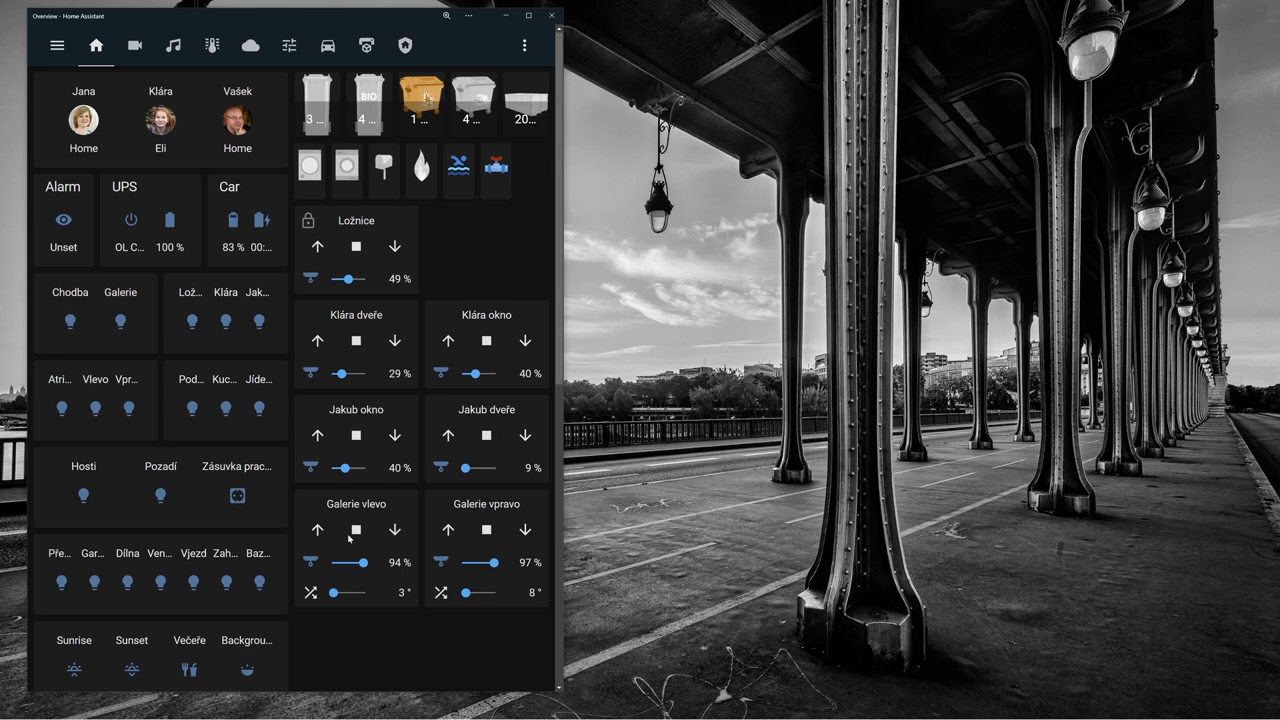 Overview - Home Assistant
Jana Klára Vašek
Home Eli Home
Alarm UPS Car
Unset OL C... 100 % 83 % 00:...
Chodba Galerie Lož... Klára Jak...
Atri... Vlevo Vpr... Pod... Kuc... Jíde...
Hosti Pozadí Zásuvka prac...
Pře... Gar... Dílna Ven... Vjezd Zah... Baz...
Sunrise Sunset Večeře Backgrou...
BIO
3 ... 4 ... 1 ... 4 ... 20...
Ložnice
49 %
Klára dveře Klára okno
29 % 40 %
Jakub okno Jakub dveře
40 % 9 %
Galerie vlevo Galerie vpravo
94 % 97 %
3 ° 8 °